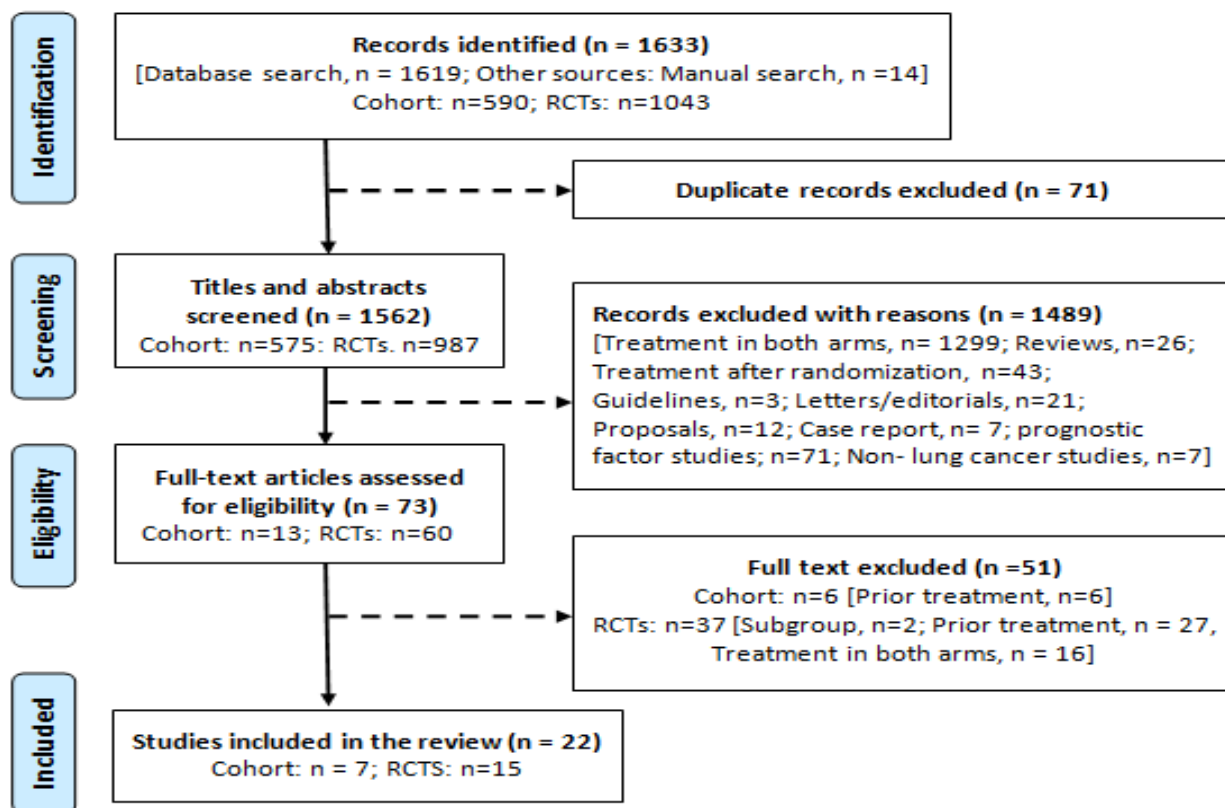 Identification
Records identified (n = 1633)
[Database search, n = 1619; Other sources: Manual search, n =14]
Cohort: n=590; RCTs: n=1043
Duplicate records excluded (n = 71)
Screening
Titles and abstracts
screened (n = 1562)
Cohort: n=575: RCTs. n=987
Records excluded with reasons (n = 1489)
[Treatment in both arms, n= 1299; Reviews, n=26;
Treatment after randomization, n=43;
Guidelines, n=3; Letters/editorials, n=21;
Proposals, n=12; Case report, n= 7; prognostic
factor studies; n=71; Non- lung cancer studies, n=7]
Eligibility
Full-text articles assessed
for eligibility (n = 73)
Cohort: n=13; RCTs: n=60
Full text excluded (n =51)
Cohort: n=6 [Prior treatment, n=6]
RCTs: n=37 [Subgroup, n=2; Prior treatment, n = 27,
Treatment in both arms, n = 16]
Included
Studies included in the review (n = 22)
Cohort: n = 7; RCTS: n=15